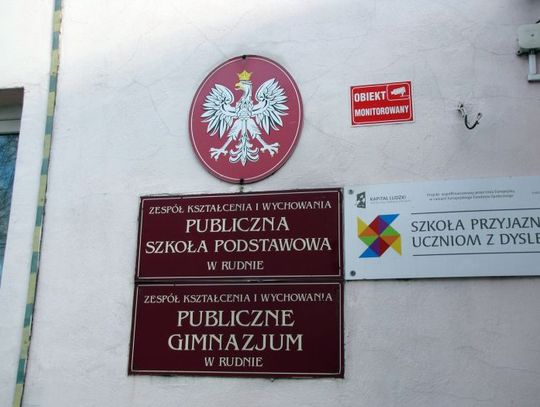 OBIEKT
MONITOROWANY
ZESPÓŁ KSZTAŁCENIA I WYCHOWANIA
PUBLICZNA
SZKOŁA PODSTAWOWA
W RUDNIE
KAPITAŁ LUDZKI
SZKOŁA PRZYJAZN
UCZNIOM Z DYSLE
ZESPÓŁ KSZTAŁCENIA I WYCHOWANIA
PUBLICZNE
GIMNAZJUM
W RUDNIE